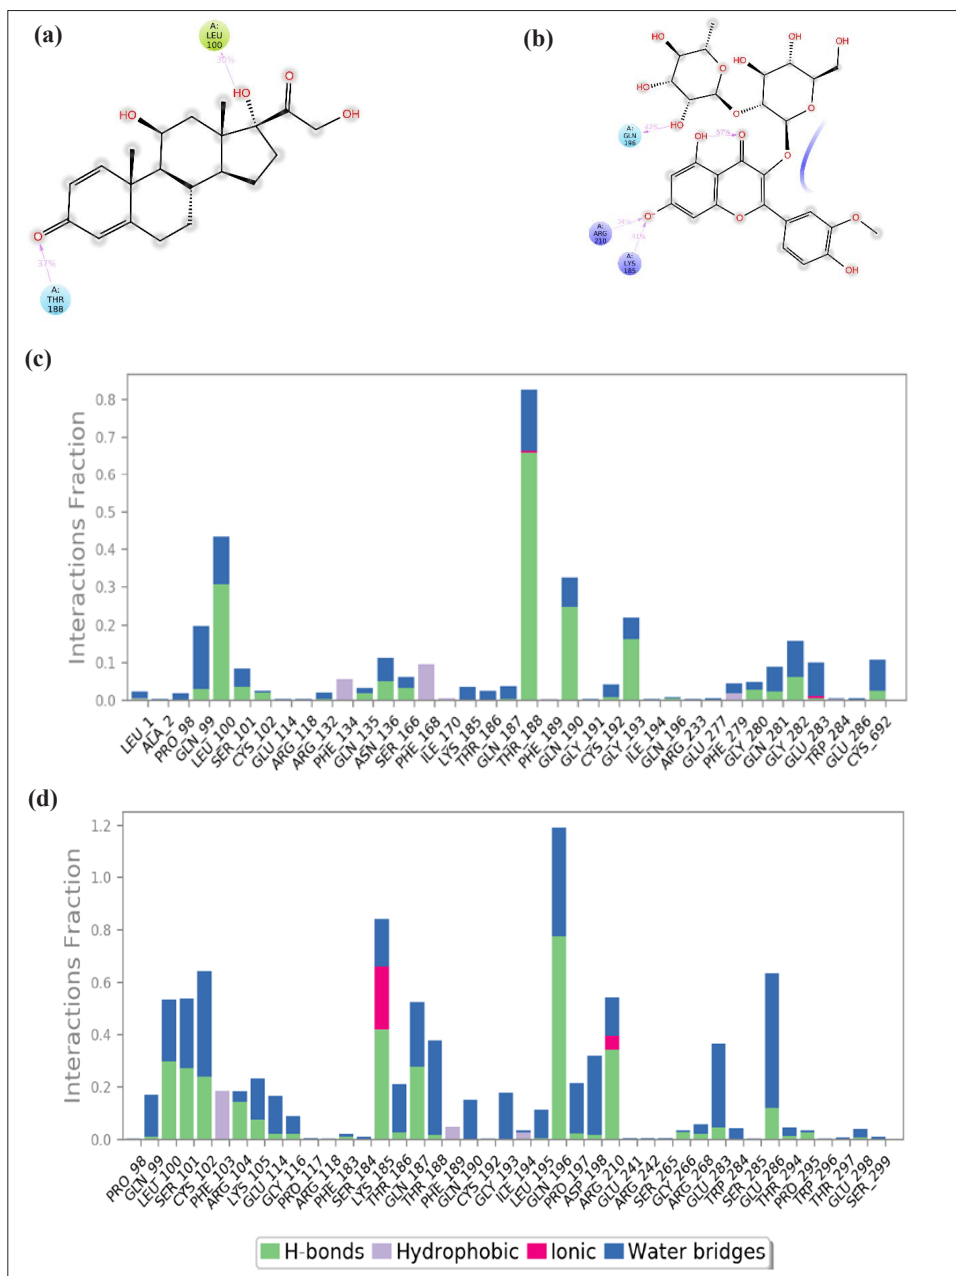 (a)
A:
LEU
100
30%
HO
O
OH
HO
O
37%
A:
THR
188
(b)
HO
OH
OH
HO
O
HO
HO
O
O
OH
O
A:
GLN
196
HO
OH
57%
O
O
A:
ARG
210
34%
O-
41%
A:
LYS
185
O
O
OH
(c)
Interactions Fraction
0.8
0.7
0.6
0.5
0.4
0.3
0.2
0.1
0.0
LEU_1
ALA_2
PRO_98
GLN_99
LEU_100
SER_101
CYS_102
GLU_114
ARG_118
ARG_132
PHE_134
GLN_135
ASN_136
SER_166
PHE_168
ILE_170
LYS_185
THR_186
GLN_187
THR_188
PHE_189
GLN_190
GLY_191
CYS_192
GLY_193
ILE_194
GLN_196
ARG_233
GLU_277
PHE_279
GLY_280
GLN_281
GLY_282
GLU_283
TRP_284
GLU_286
CYS_692
(d)
Interactions Fraction
1.2
1.0
0.8
0.6
0.4
0.2
0.0
PRO_98
GLN_99
LEU_100
SER_101
CYS_102
PHE_103
ARG_104
LYS_105
GLU_114
GLY_116
PRO_117
ARG_118
PHE_183
SER_184
LYS_185
THR_186
GLN_187
THR_188
PHE_189
GLN_190
CYS_192
GLY_193
ILE_194
LEU_195
GLN_196
PRO_197
ASP_198
ARG_210
GLY_241
ARG_242
SER_265
GLY_266
ARG_268
GLU_283
TRP_284
SER_285
GLU_286
THR_294
PRO_295
TRP_296
THR_297
GLU_298
SER_299
H-bonds
Hydrophobic
Ionic
Water bridges